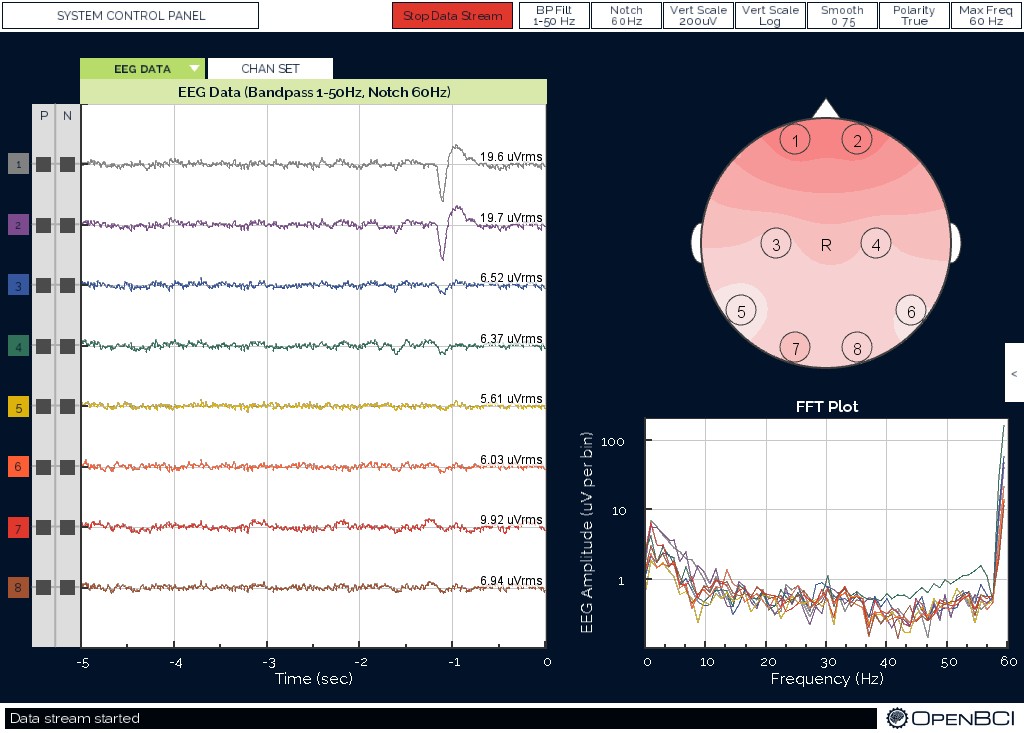 SYSTEM CONTROL PANEL
Stop Data Stream
BP Filt
1-50 Hz
Notch
60Hz
Vert Scale
200uV
Vert Scale
Log
Smooth
0.75
Polarity
True
Max Freq
60 Hz
EEG DATA
CHAN SET
EEG Data (Bandpass 1-50Hz, Notch 60Hz)
P N
1
19.6 uVrms
2
19.7 uVrms
3
6.52 uVrms
4
6.37 uVrms
5
5.61 uVrms
6
6.03 uVrms
7
9.92 uVrms
8
6.94 uVrms
-5 -4 -3 -2 -1 0
Time (sec)
1 2
3 R 4
5 6
7 8
<
FFT Plot
EEG Amplitude (uV per bin)
100
10
1
0 10 20 30 40 50 60
Frequency (Hz)
Data stream started
OPENBCI